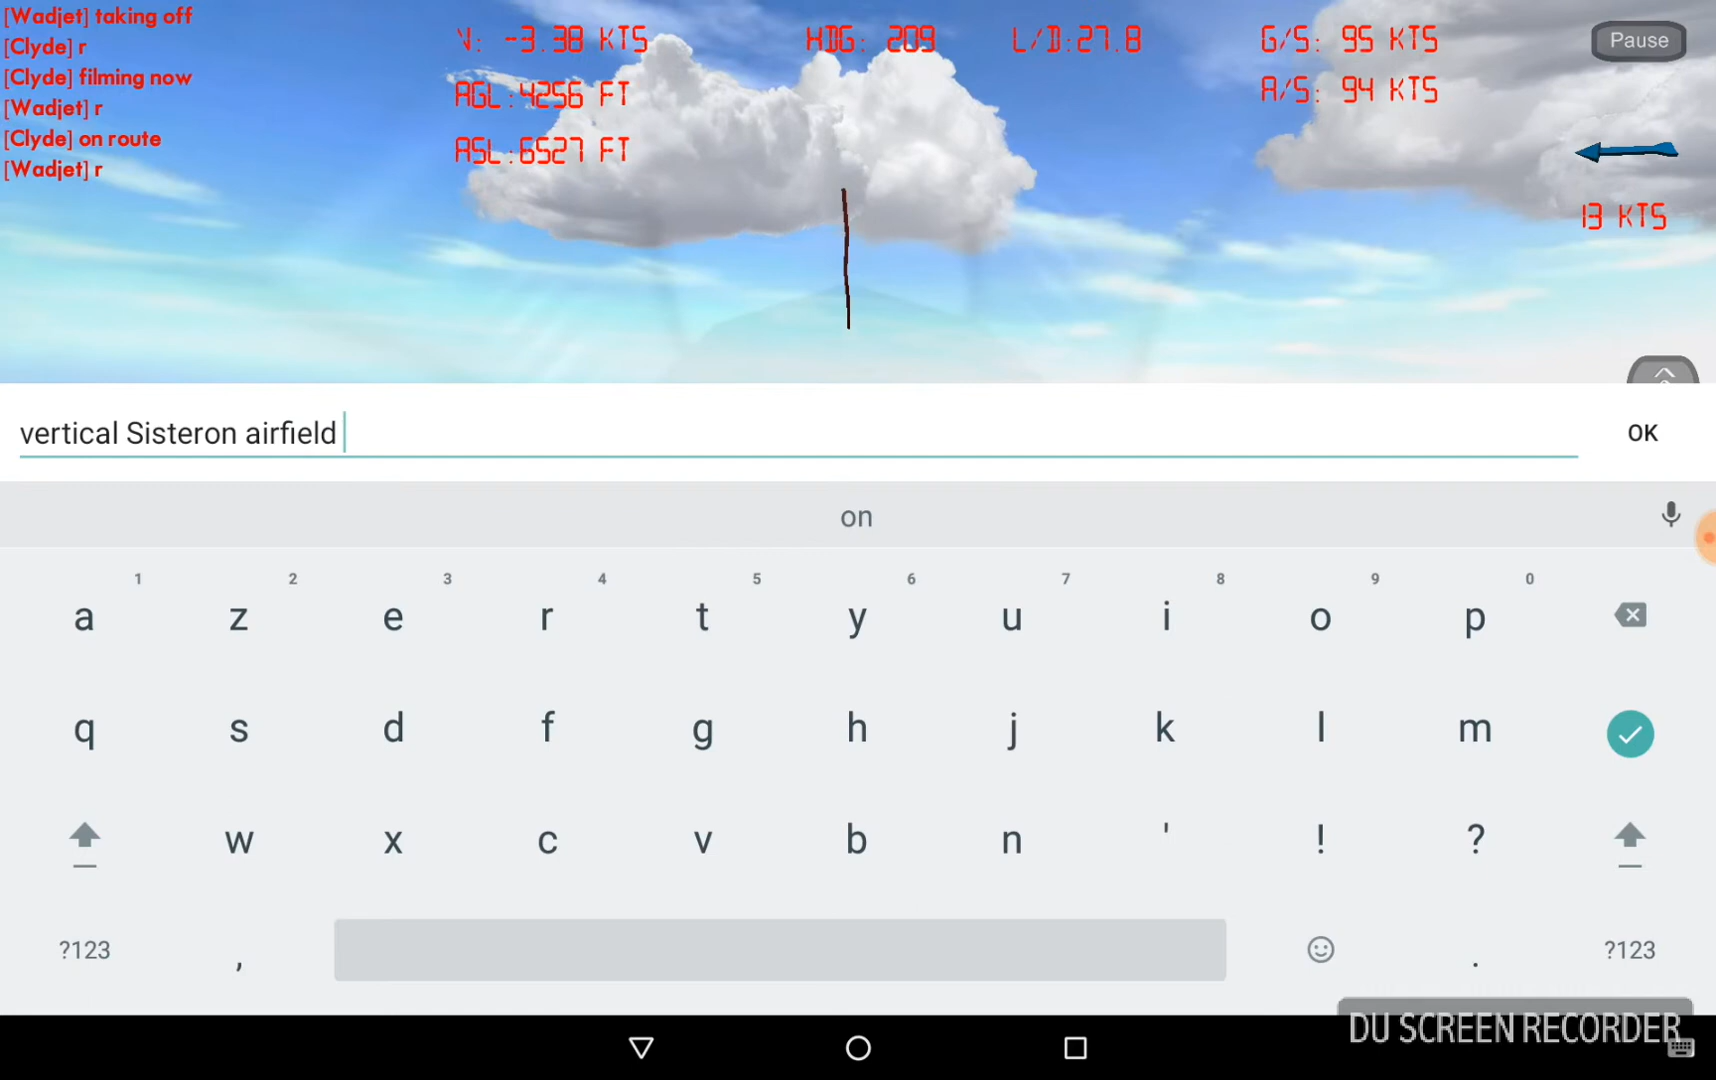 [Wadjet] taking off
[Clyde] r
[Clyde] filming now
[Wadjet] r
[Clyde] on route
[Wadjet] r
V: -3.38 KTS
AGL:4256 FT
ASL:6527 FT
HDG: 209
L/D:27.8
G/S: 95 KTS
A/S: 94 KTS
Pause
13 KTS
vertical Sisteron airfield
OK
on
1 2 3 4 5 6 7 8 9 0
a z e r t y u i o p
q s d f g h j k l m
w x c v b n ' ! ?
?123 , . ?123
DU SCREEN RECORDER